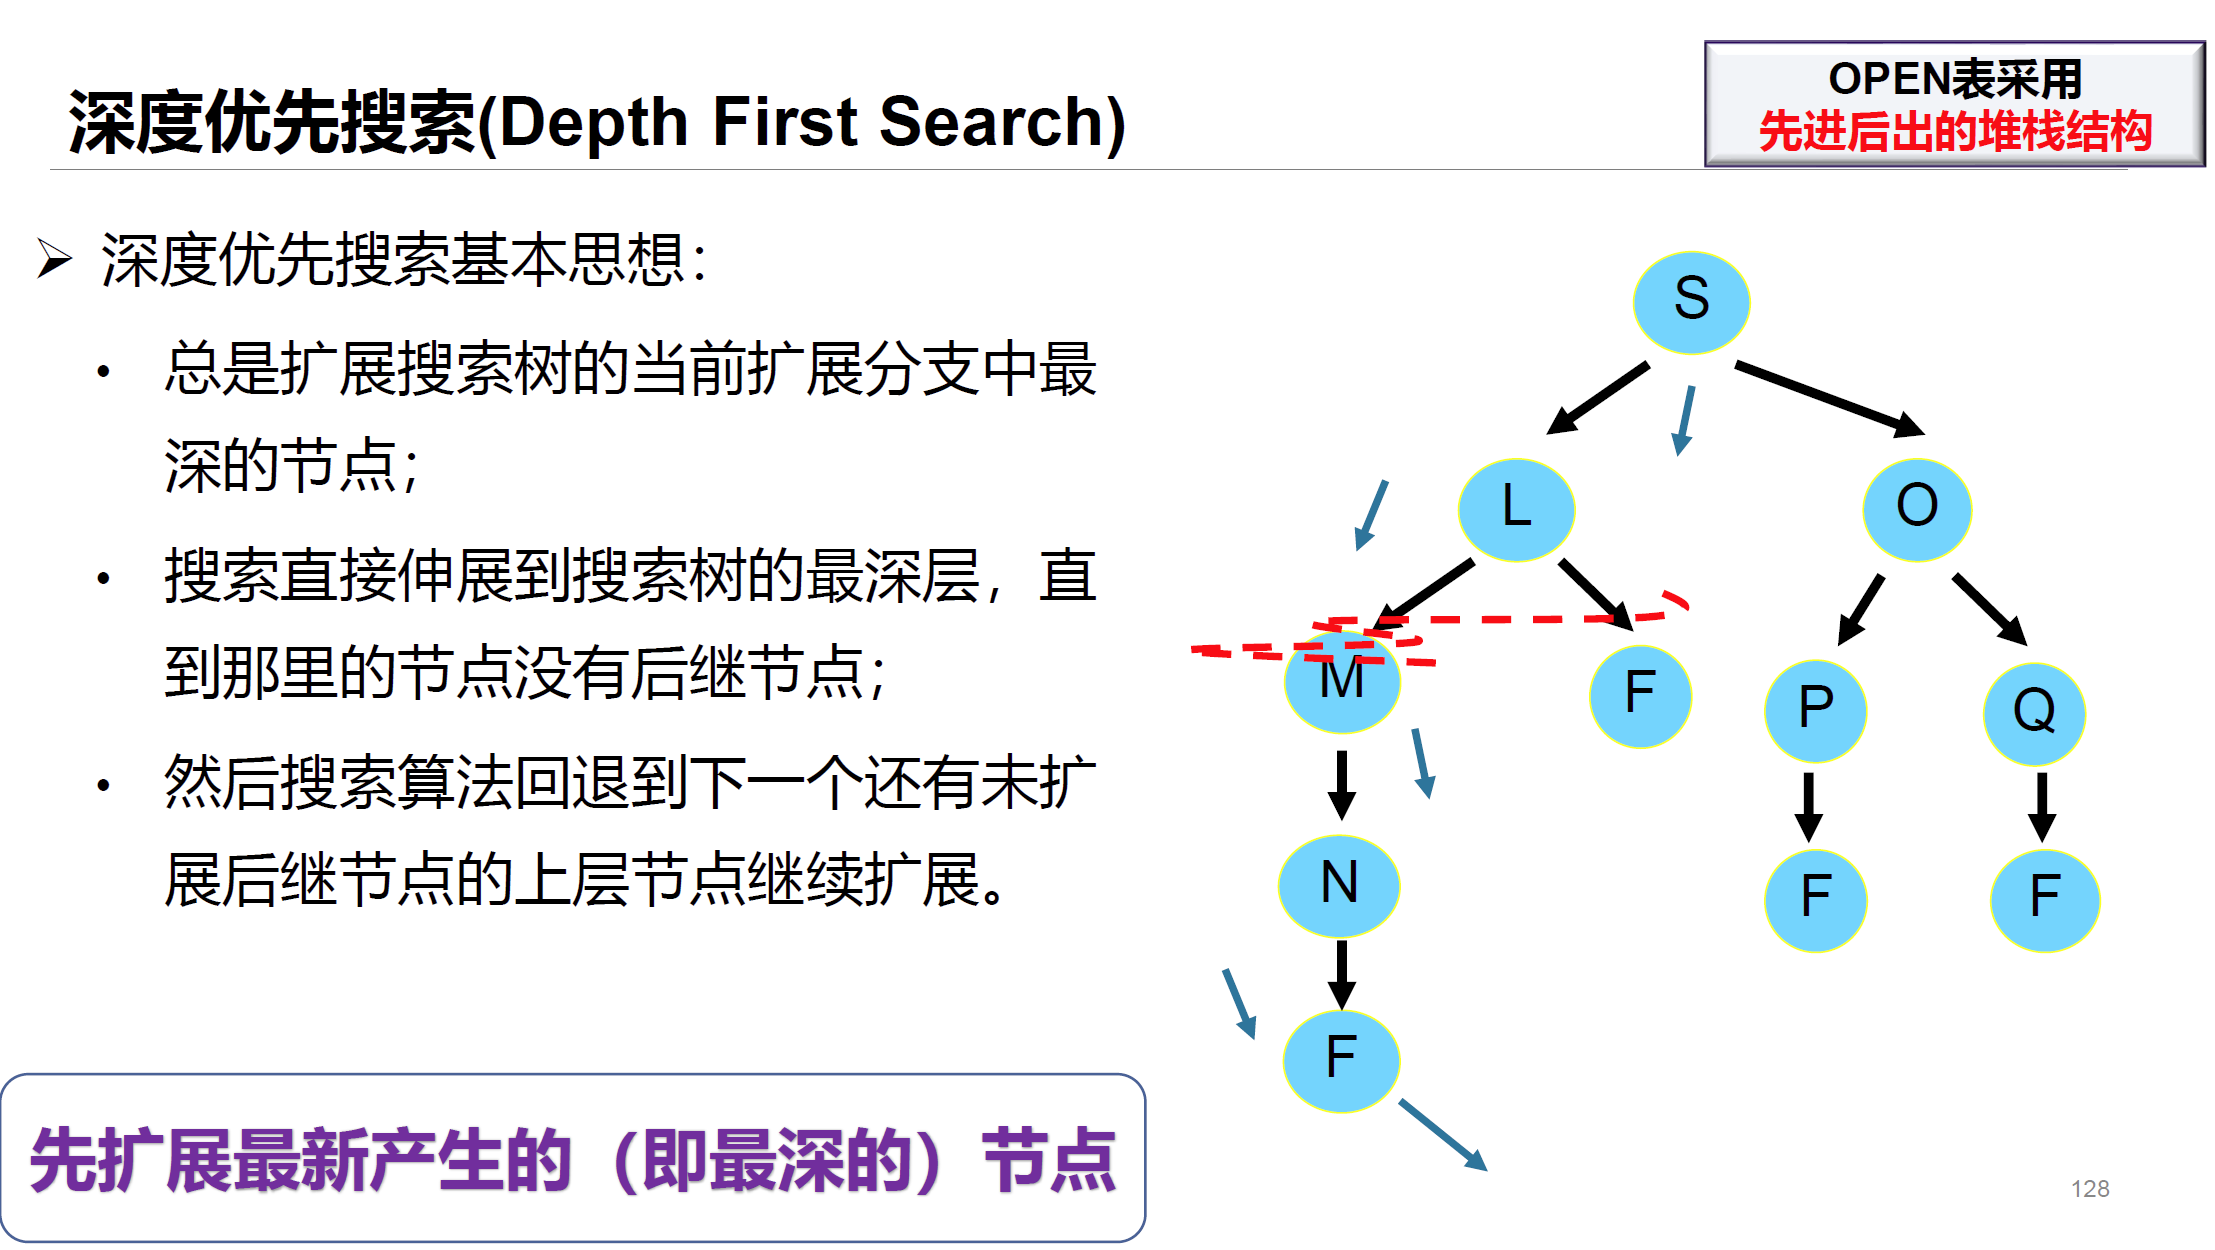 深度优先搜索(Depth First Search)
OPEN表采用
先进后出的堆栈结构
➢ 深度优先搜索基本思想：
• 总是扩展搜索树的当前扩展分支中最
深的节点；
• 搜索直接伸展到搜索树的最深层，直
到那里的节点没有后继节点；
• 然后搜索算法回退到下一个还有未扩
展后继节点的上层节点继续扩展。
先扩展最新产生的（即最深的）节点
S
L
O
M
F
P
Q
N
F
F
F
128